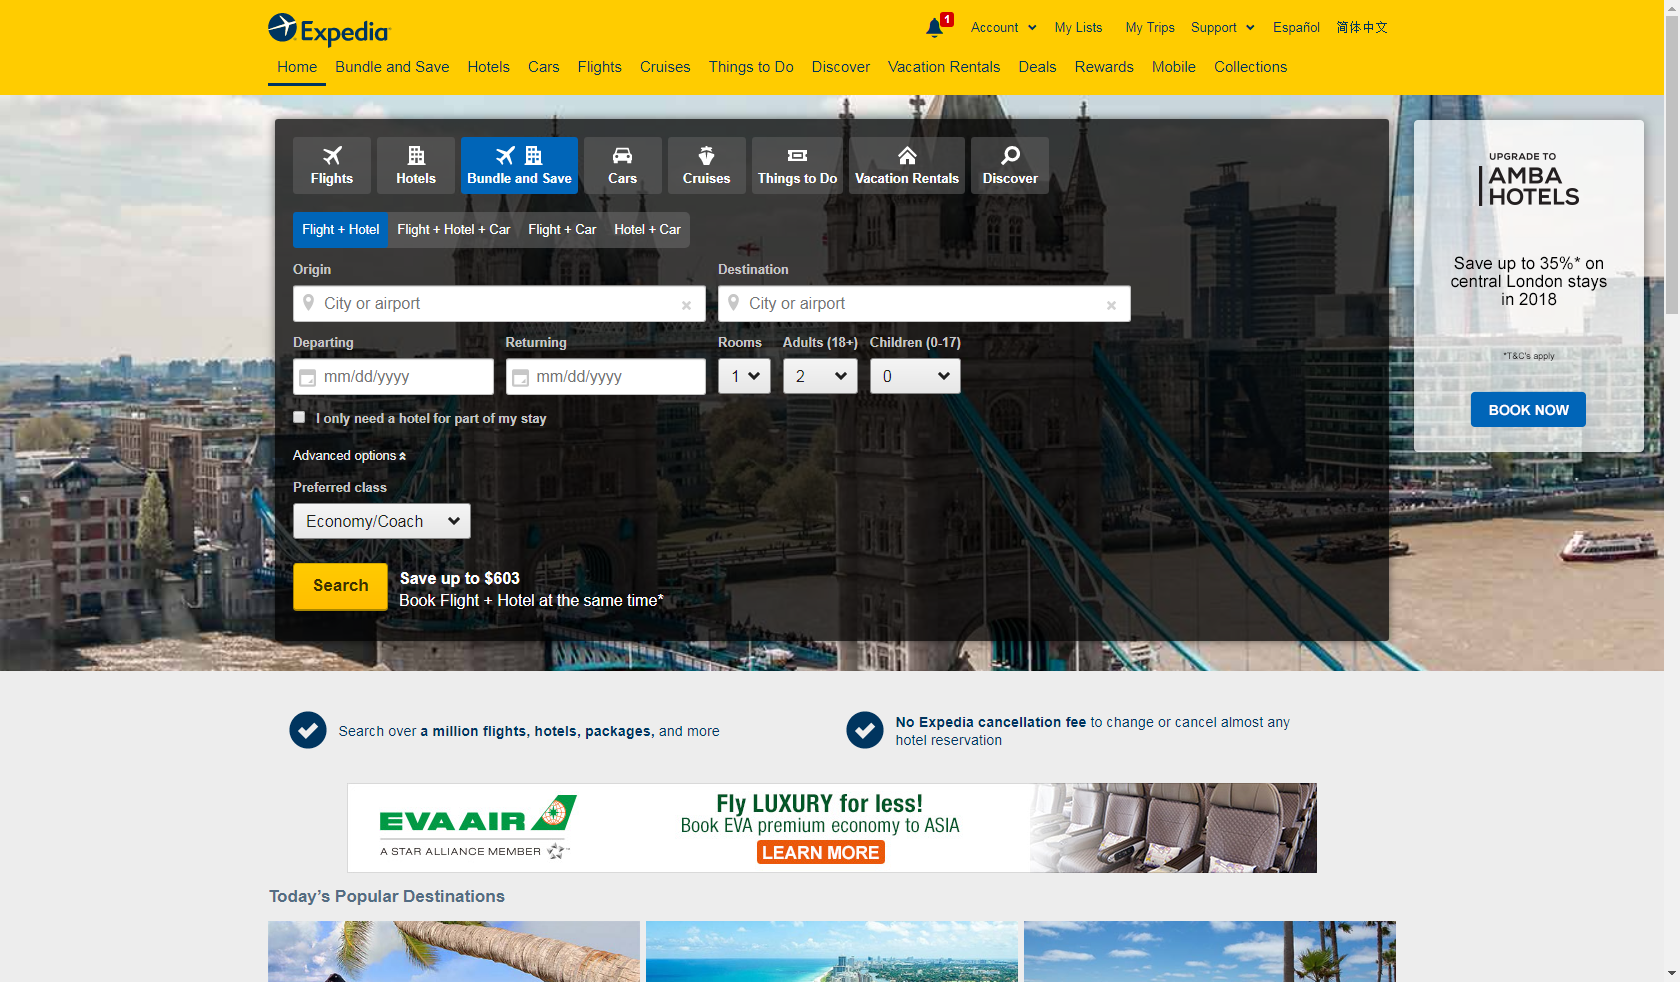 Expedia
1
Account
My Lists
My Trips
Support
Español
简体中文
Home
Bundle and Save
Hotels
Cars
Flights
Cruises
Things to Do
Discover
Vacation Rentals
Deals
Rewards
Mobile
Collections
Flights
Hotels
Bundle and Save
Cars
Cruises
Things to Do
Vacation Rentals
Discover
Flight + Hotel
Flight + Hotel + Car
Flight + Car
Hotel + Car
Origin
Destination
City or airport
City or airport
Departing
Returning
Rooms
Adults (18+)
Children (0-17)
mm/dd/yyyy
mm/dd/yyyy
1
2
0
I only need a hotel for part of my stay
Advanced options
Preferred class
Economy/Coach
Search
Save up to $603
Book Flight + Hotel at the same time*
UPGRADE TO
AMBA
HOTELS
Save up to 35%* on
central London stays
in 2018
*T&C's apply
BOOK NOW
Search over a million flights, hotels, packages, and more
No Expedia cancellation fee to change or cancel almost any
hotel reservation
EVA AIR
A STAR ALLIANCE MEMBER
Fly LUXURY for less!
Book EVA premium economy to ASIA
LEARN MORE
Today’s Popular Destinations